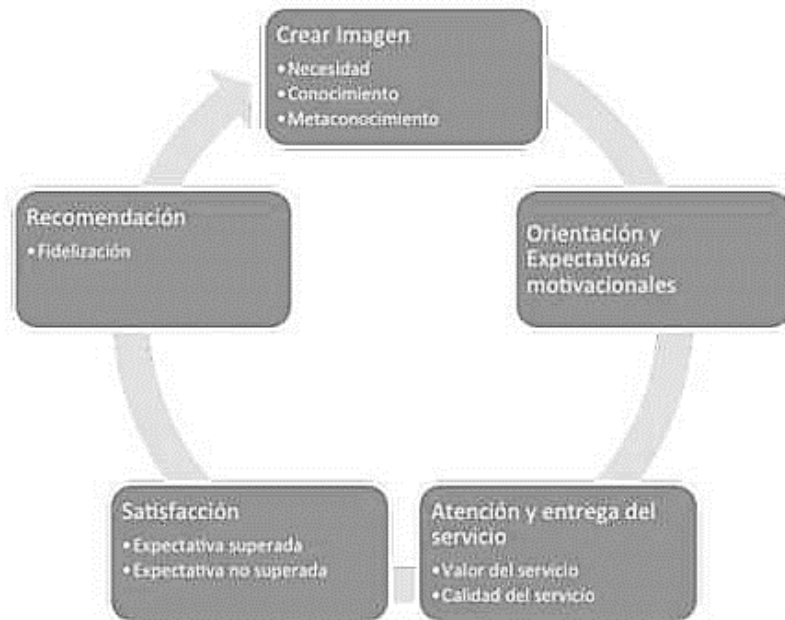 Crear Imagen
•Necesidad
•Conocimiento
•Metaconocimiento
Orientación y
Expectativas
motivacionales
Atención y entrega del
servicio
•Valor del servicio
•Calidad del servicio
Satisfacción
•Expectativa superada
•Expectativa no superada
Recomendación
•Fidelización